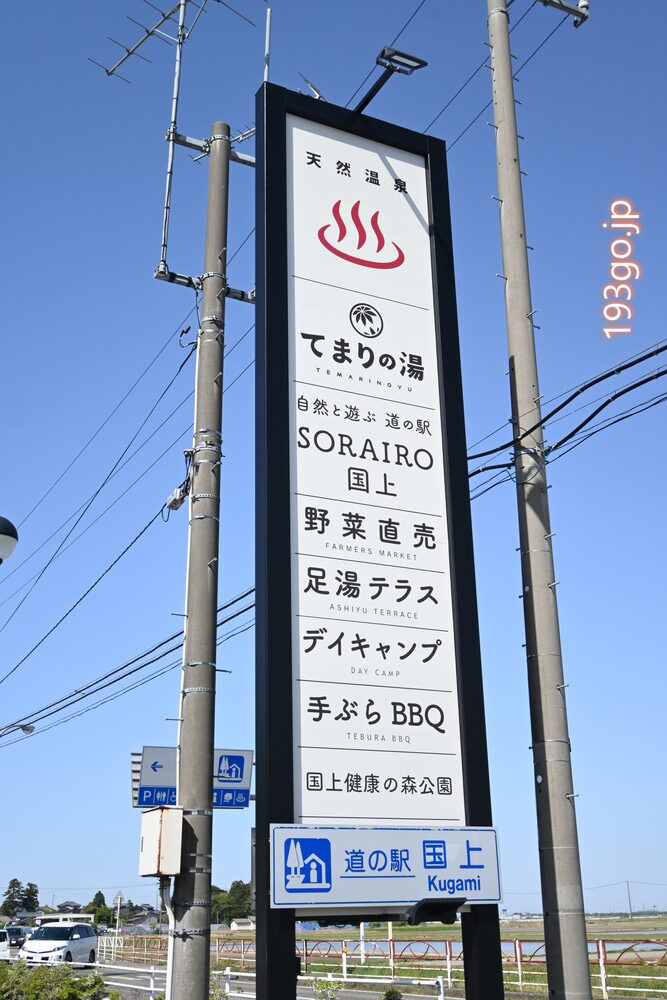 天然温泉
てまりの湯
TEMARINOYU
自然と遊ぶ 道の駅
SORAIRO
国上
野菜直売
FARMERS MARKET
足湯テラス
ASHIYU TERRACE
デイキャンプ
DAY CAMP
手ぶらBBQ
TEBURA BBQ
国上健康の森公園
道の駅 国上
Kugami
P
193go.jp